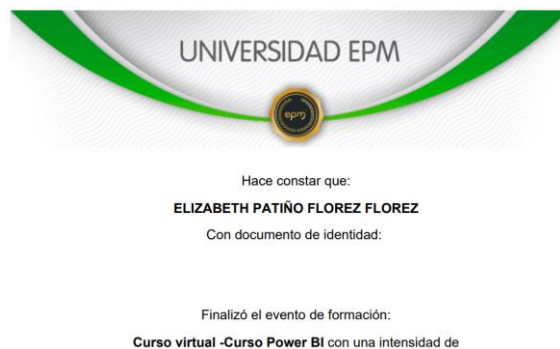 UNIVERSIDAD EPM
epm
Hace constar que:
ELIZABETH PATIÑO FLOREZ FLOREZ
Con documento de identidad:
Finalizó el evento de formación:
Curso virtual -Curso Power BI con una intensidad de